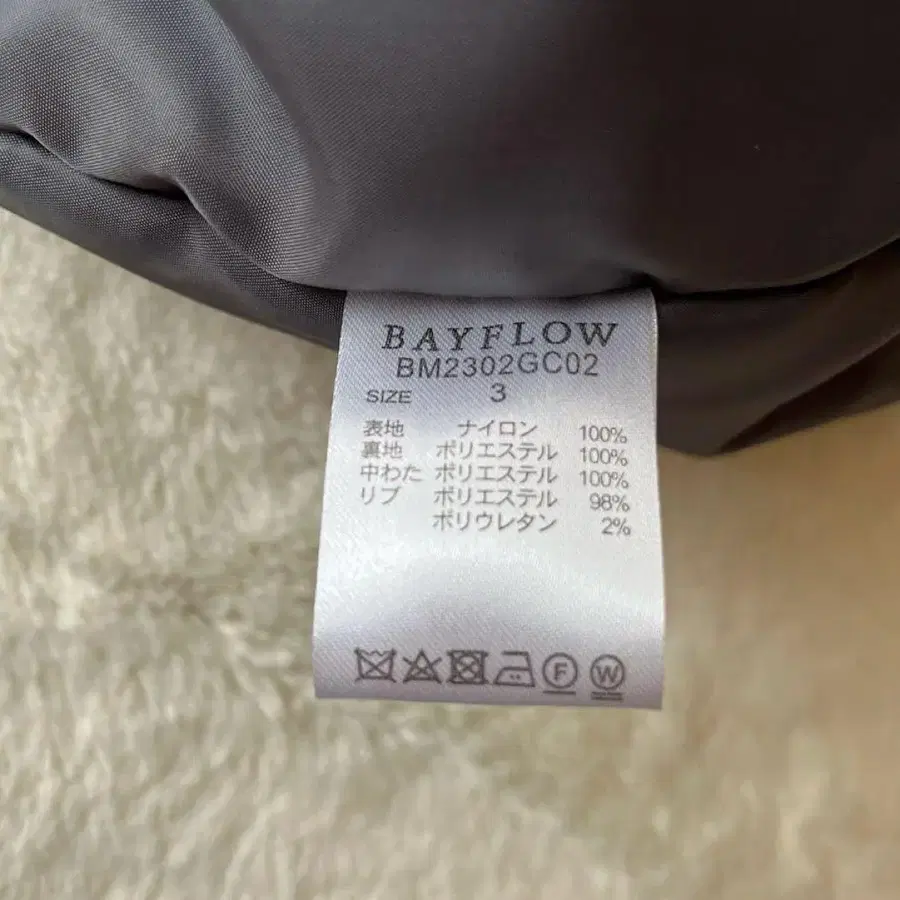 BAYFLOW
BM2302GC02
SIZE 3
表地 ナイロン 100%
裏地 ポリエステル 100%
中わた ポリエステル 100%
リブ ポリエステル 98%
ポリウレタン 2%
F W